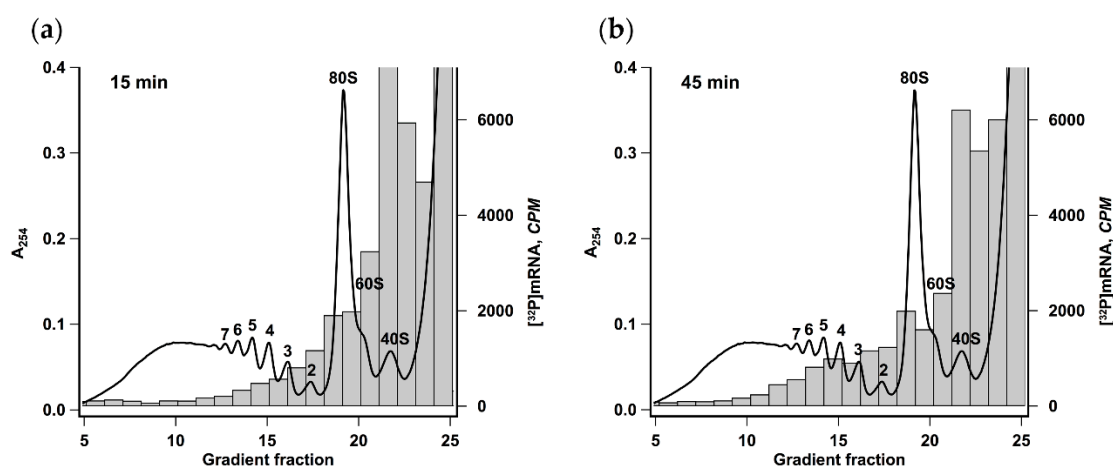 (a)
15 min
A254
0.4
0.3
0.2
0.1
0.0
80S
60S
40S
7 6 5 4 3 2
6000
4000
2000
0
[32P]mRNA, CPM
5 10 15 20 25
Gradient fraction
(b)
45 min
A254
0.4
0.3
0.2
0.1
0.0
80S
60S
40S
7 6 5 4 3 2
6000
4000
2000
0
[32P]mRNA, CPM
5 10 15 20 25
Gradient fraction